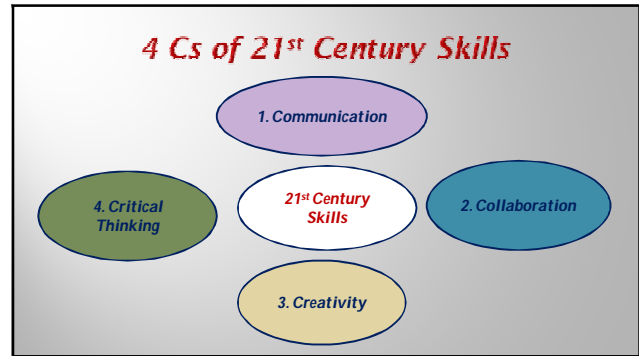 4 Cs of 21st Century Skills
1. Communication
4. Critical
Thinking
21st Century
Skills
2. Collaboration
3. Creativity